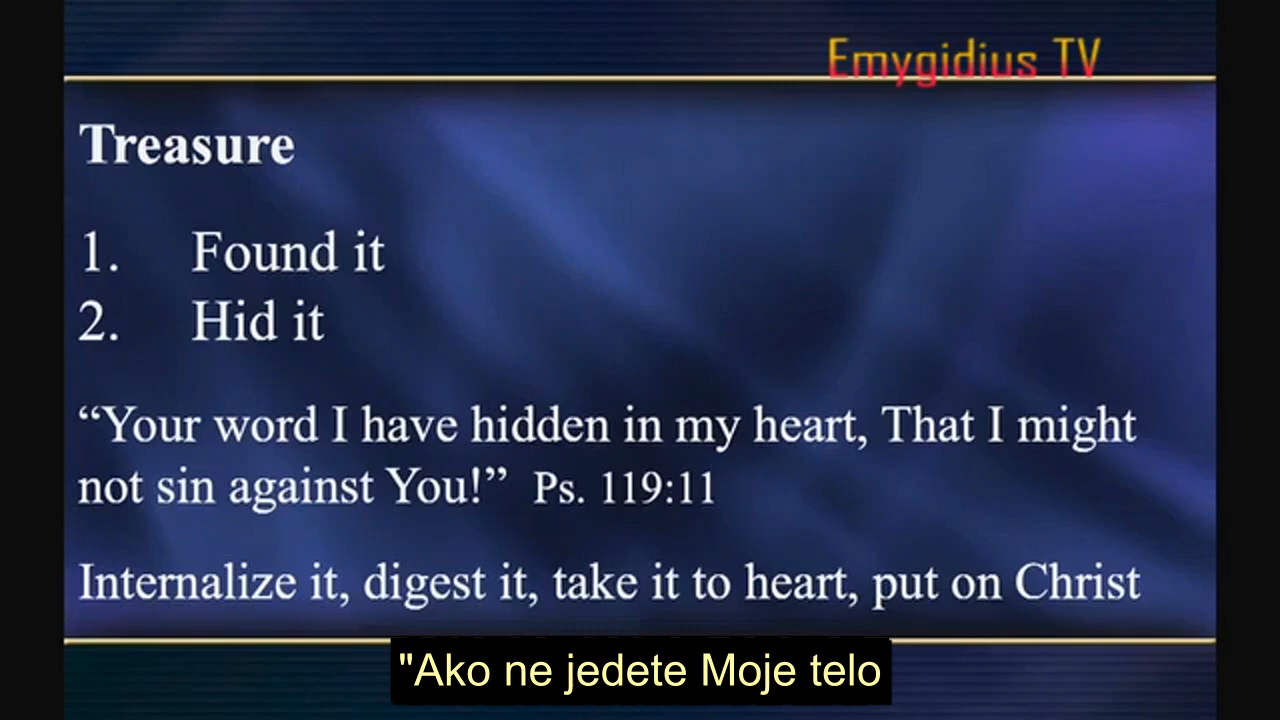 Emygidius TV
Treasure
1. Found it
2. Hid it
“Your word I have hidden in my heart, That I might
not sin against You!” Ps. 119:11
Internalize it, digest it, take it to heart, put on Christ
"Ako ne jedete Moje telo